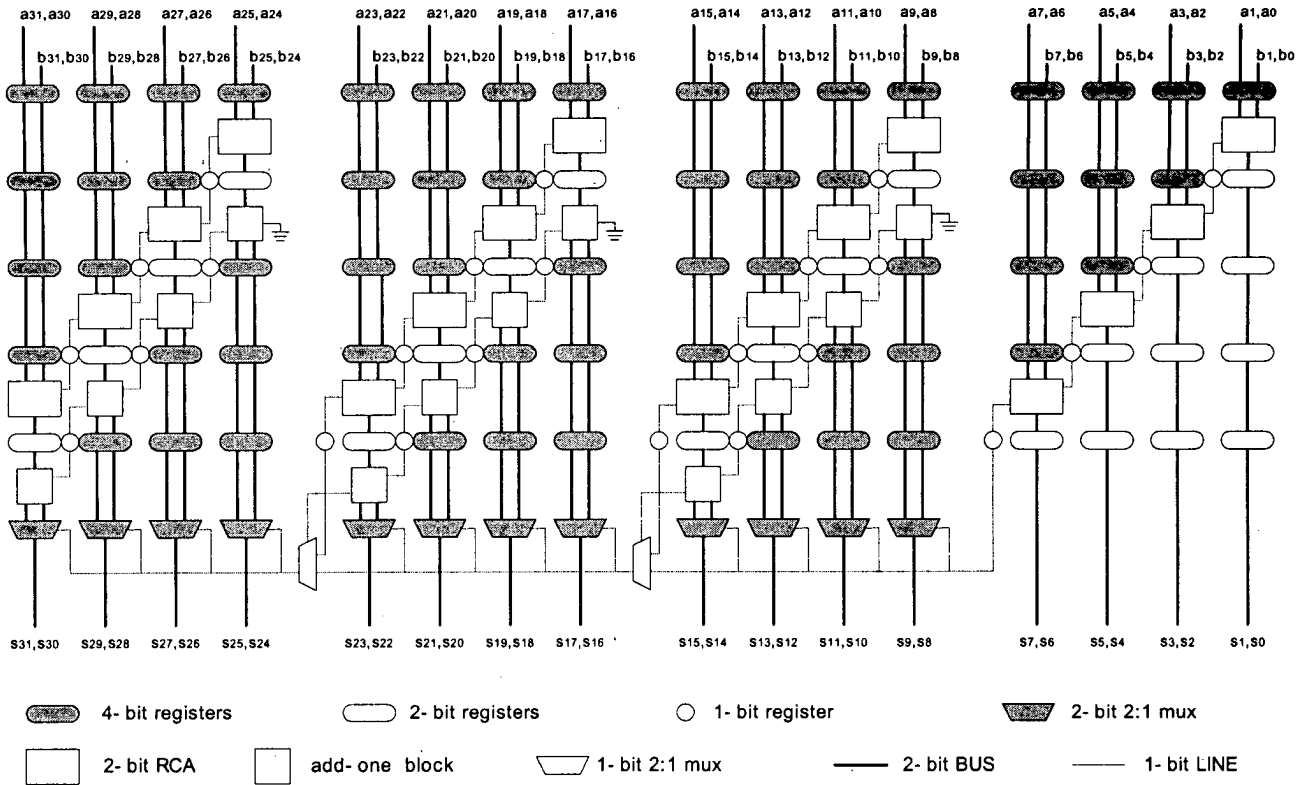 a31,a30 a29,a28 a27,a26 a25,a24 a23,a22 a21,a20 a19,a18 a17,a16 a15,a14 a13,a12 a11,a10 a9,a8 a7,a6 a5,a4 a3,a2 a1,a0
b31,b30 b29,b28 b27,b26 b25,b24 b23,b22 b21,b20 b19,b18 b17,b16 b15,b14 b13,b12 b11,b10 b9,b8 b7,b6 b5,b4 b3,b2 b1,b0
s31,s30 s29,s28 s27,s26 s25,s24 s23,s22 s21,s20 s19,s18 s17,s16 s15,s14 s13,s12 s11,s10 s9,s8 s7,s6 s5,s4 s3,s2 s1,s0
4- bit registers 2- bit registers 1- bit register 2- bit 2:1 mux
2- bit RCA add- one block 1- bit 2:1 mux 2- bit BUS 1- bit LINE